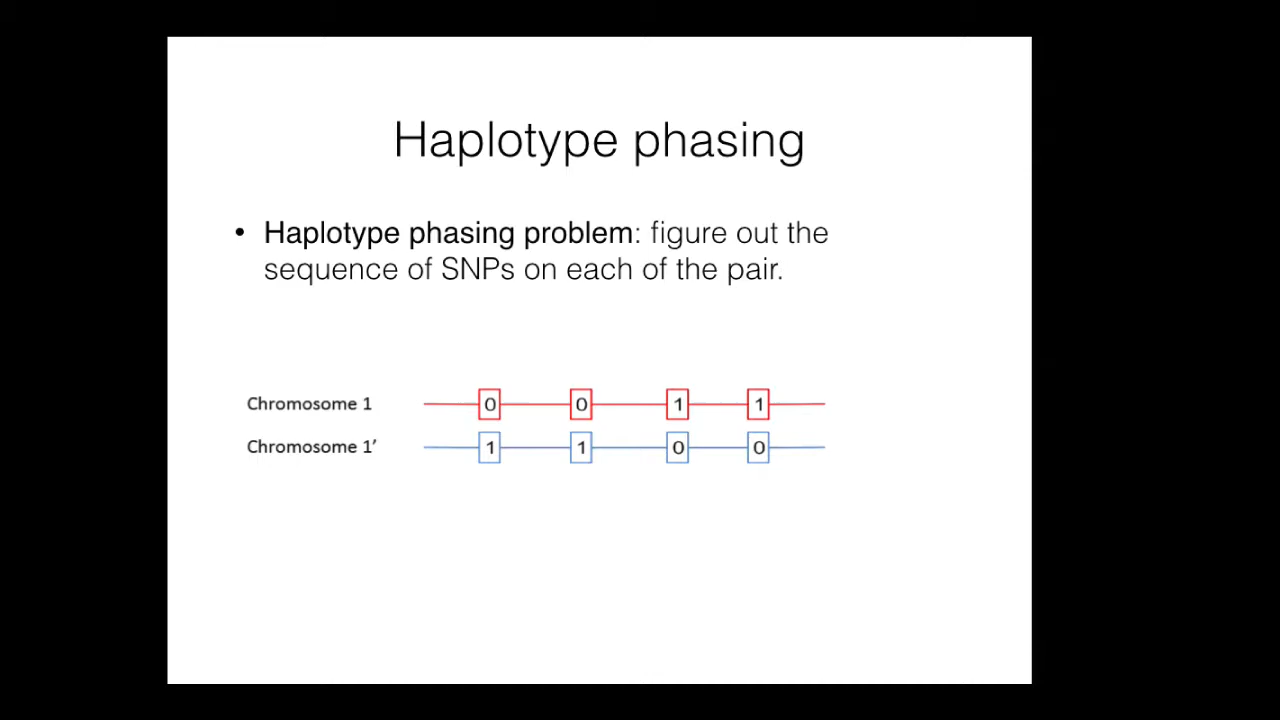 Haplotype phasing
• Haplotype phasing problem: figure out the
sequence of SNPs on each of the pair.
Chromosome 1 0 0 1 1
Chromosome 1′ 1 1 0 0